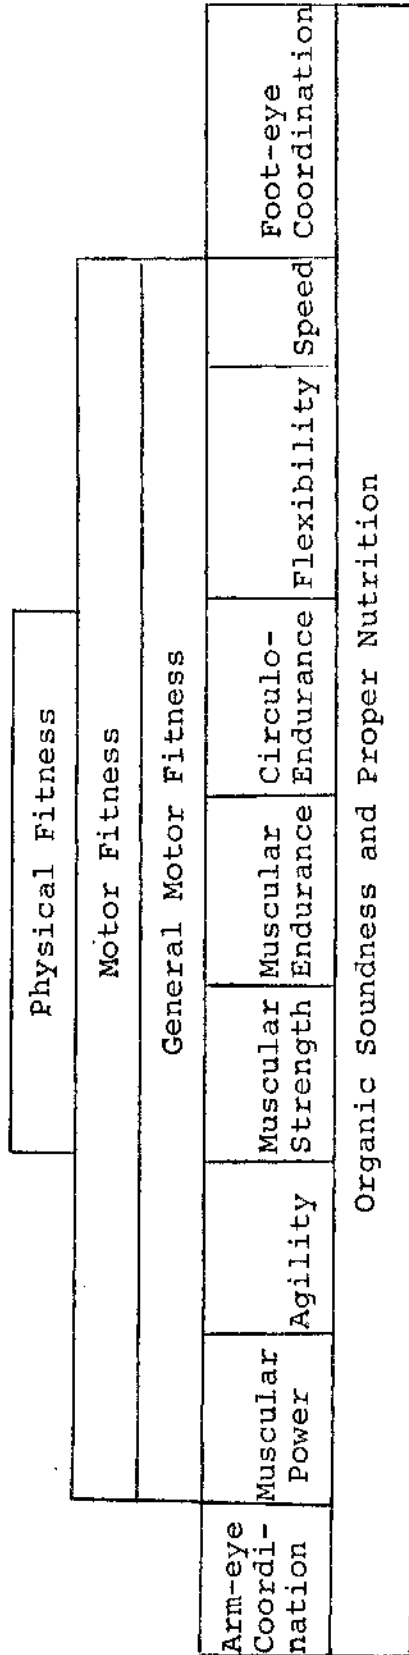 Physical Fitness
Motor Fitness
General Motor Fitness
Arm-eye
Coordi-
nation
Muscular
Power
Agility
Muscular
Strength
Muscular
Endurance
Circulo-
Endurance
Flexibility
Speed
Foot-eye
Coordination
Organic Soundness and Proper Nutrition